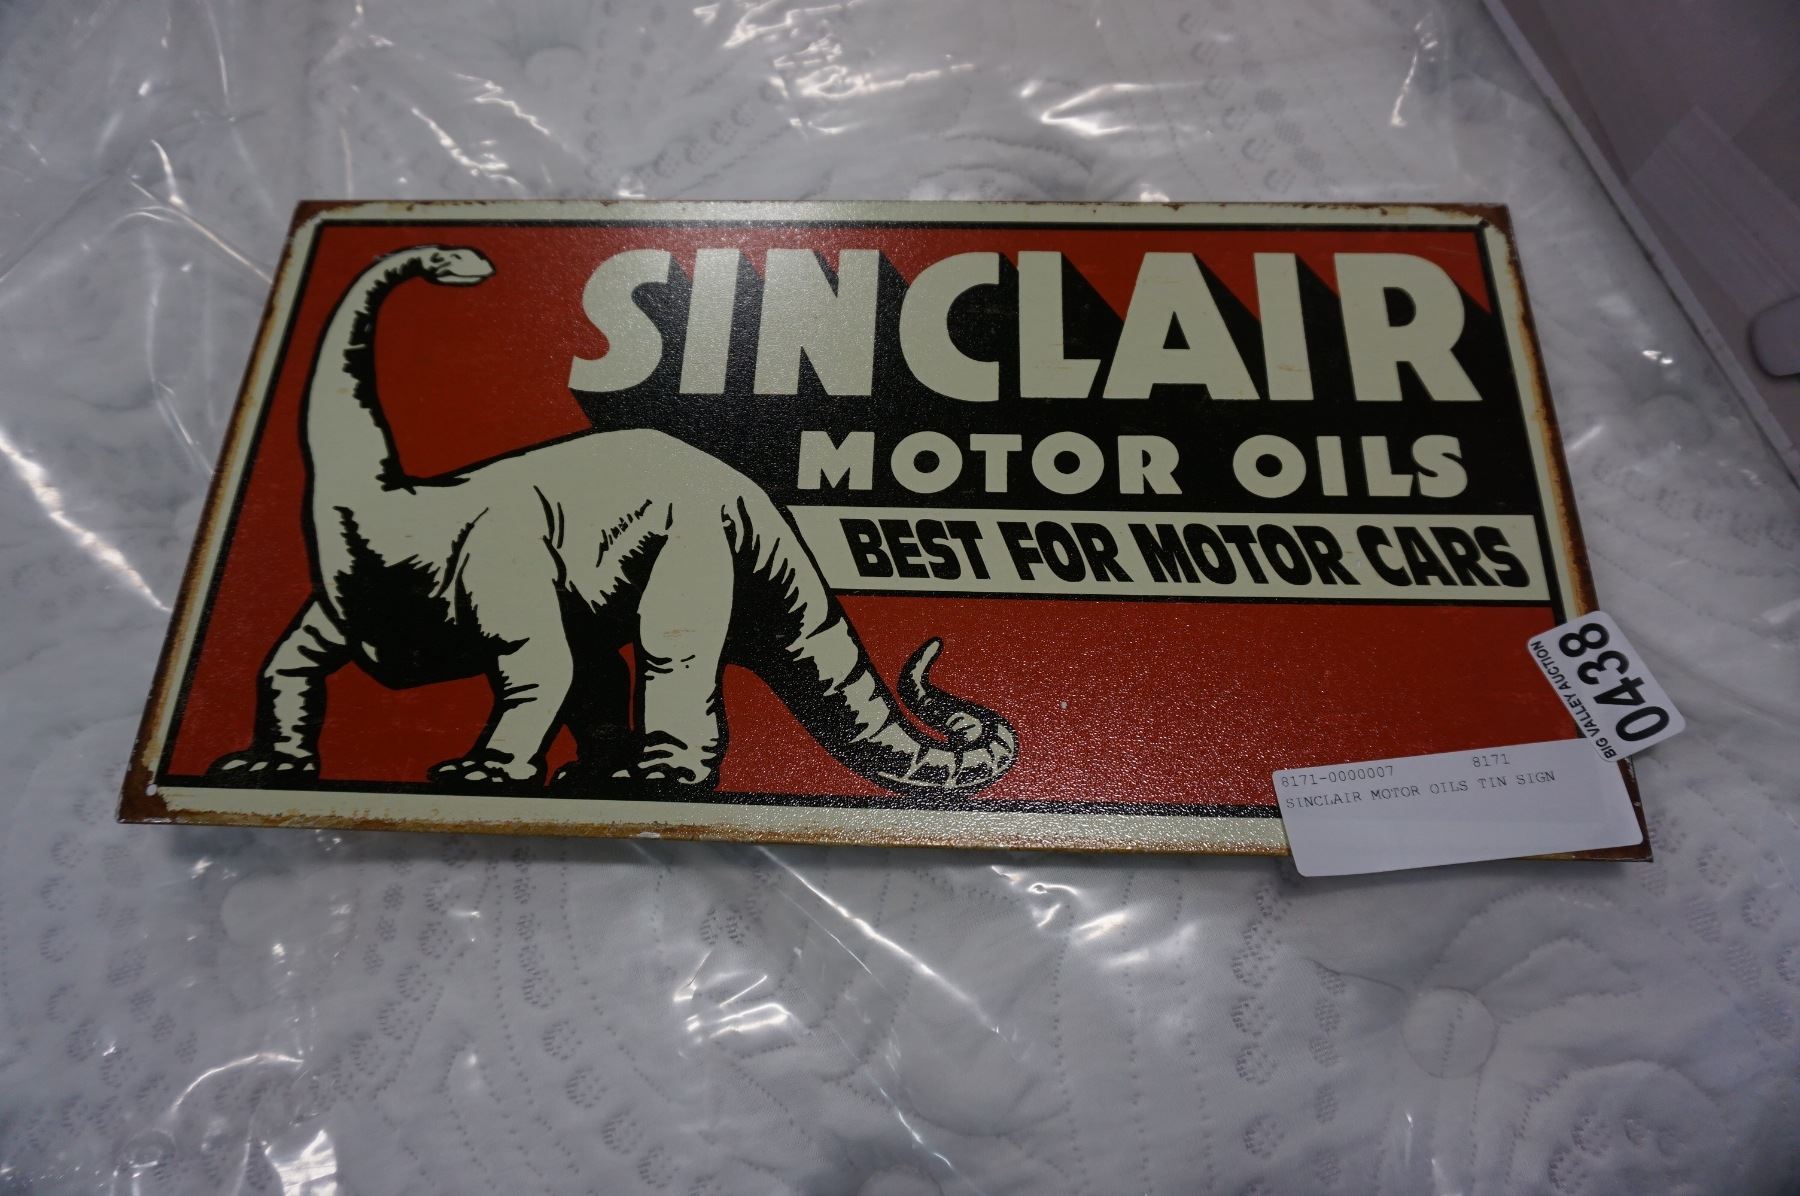 SINCLAIR
MOTOR OILS
BEST FOR MOTOR CARS
BIG VALLEY AUCTION
0438
8171-0000007 8171
SINCLAIR MOTOR OILS TIN SIGN